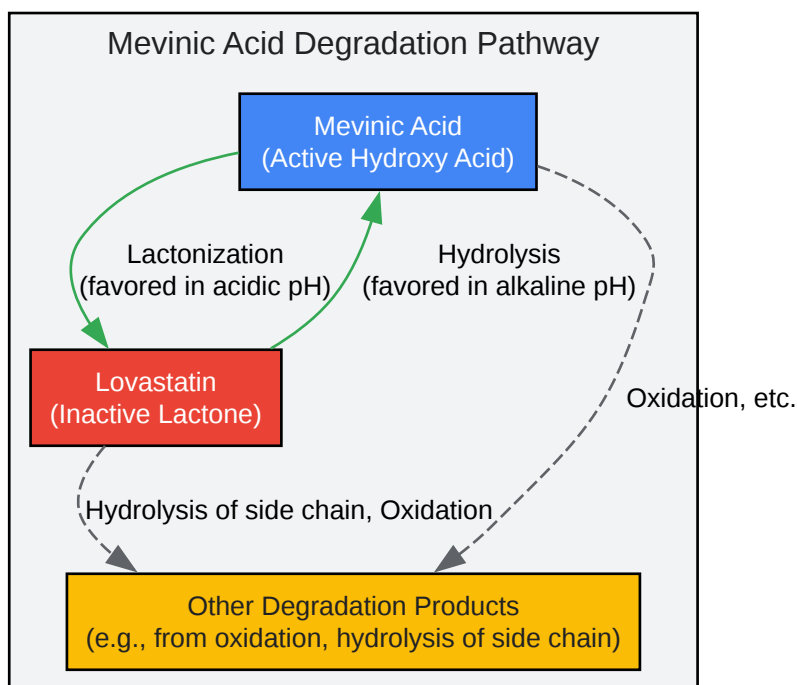 Mevinic Acid Degradation Pathway
Mevinic Acid
(Active Hydroxy Acid)
Lactonization
(favored in acidic pH)
Hydrolysis
(favored in alkaline pH)
Lovastatin
(Inactive Lactone)
Oxidation, etc.
Hydrolysis of side chain, Oxidation
Other Degradation Products
(e.g., from oxidation, hydrolysis of side chain)